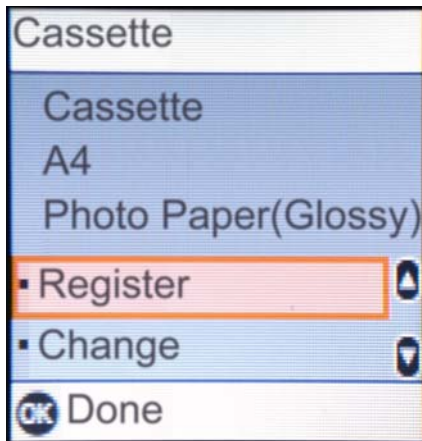 Cassette
Cassette
A4
Photo Paper(Glossy)
▪ Register
▪ Change
OK Done